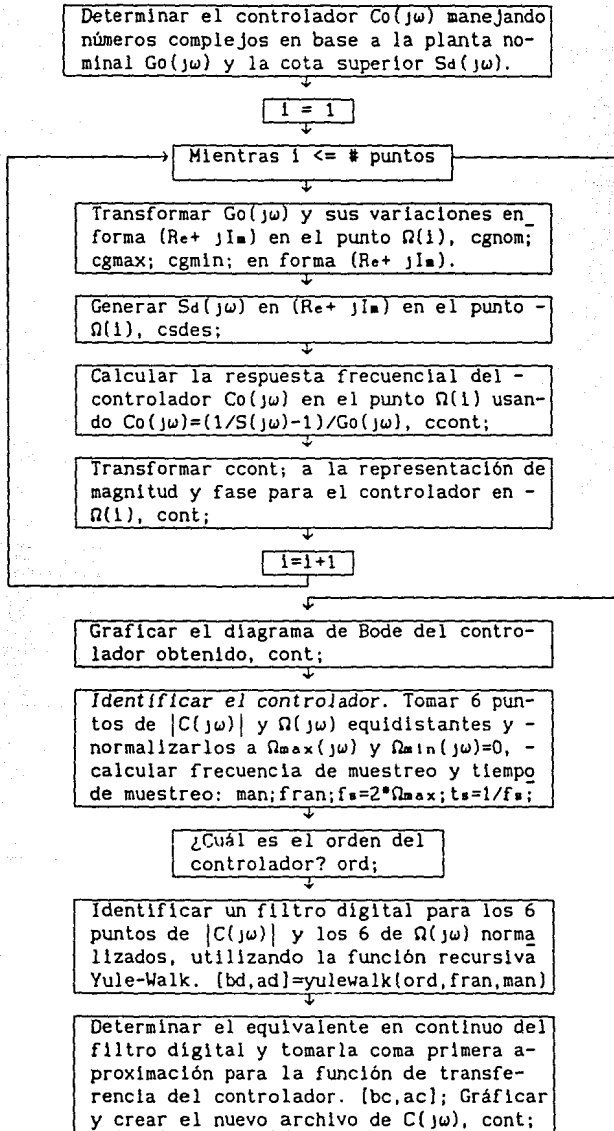 Determinar el controlador Co(jω) manejando
números complejos en base a la planta no-
minal Go(jω) y la cota superior Sd(jω).
i = 1
Mientras i <= # puntos
Transformar Go(jω) y sus variaciones en
forma (Re+ jIm) en el punto Ω(i), cgnom;
cgmax; cgmin; en forma (Re+ jIm).
Generar Sd(jω) en (Re+ jIm) en el punto -
Ω(i), csdes;
Calcular la respuesta frecuencial del -
controlador Co(jω) en el punto Ω(i) usan-
do Co(jω)=(1/S(jω)-1)/Go(jω), ccont;
Transformar ccont; a la representación de
magnitud y fase para el controlador en -
Ω(i), cont;
i=i+1
Graficar el diagrama de Bode del contro-
lador obtenido, cont;
Identificar el controlador. Tomar 6 pun-
tos de |C(jω)| y Ω(jω) equidistantes y -
normalizarlos a Ωmax(jω) y Ωmin(jω)=0, -
calcular frecuencia de muestreo y tiempo
de muestreo: man;fran;fs=2*Ωmax;ts=1/fs;
¿Cuál es el orden del
controlador? ord;
Identificar un filtro digital para los 6
puntos de |C(jω)| y los 6 de Ω(jω) norma
lizados, utilizando la función recursiva
Yule-Walk. [bd,ad]=yulewalk(ord,fran,man)
Determinar el equivalente en continuo del
filtro digital y tomarla coma primera a-
proximación para la función de transfe-
rencia del controlador. [bc,ac]; Gráficar
y crear el nuevo archivo de C(jω), cont;